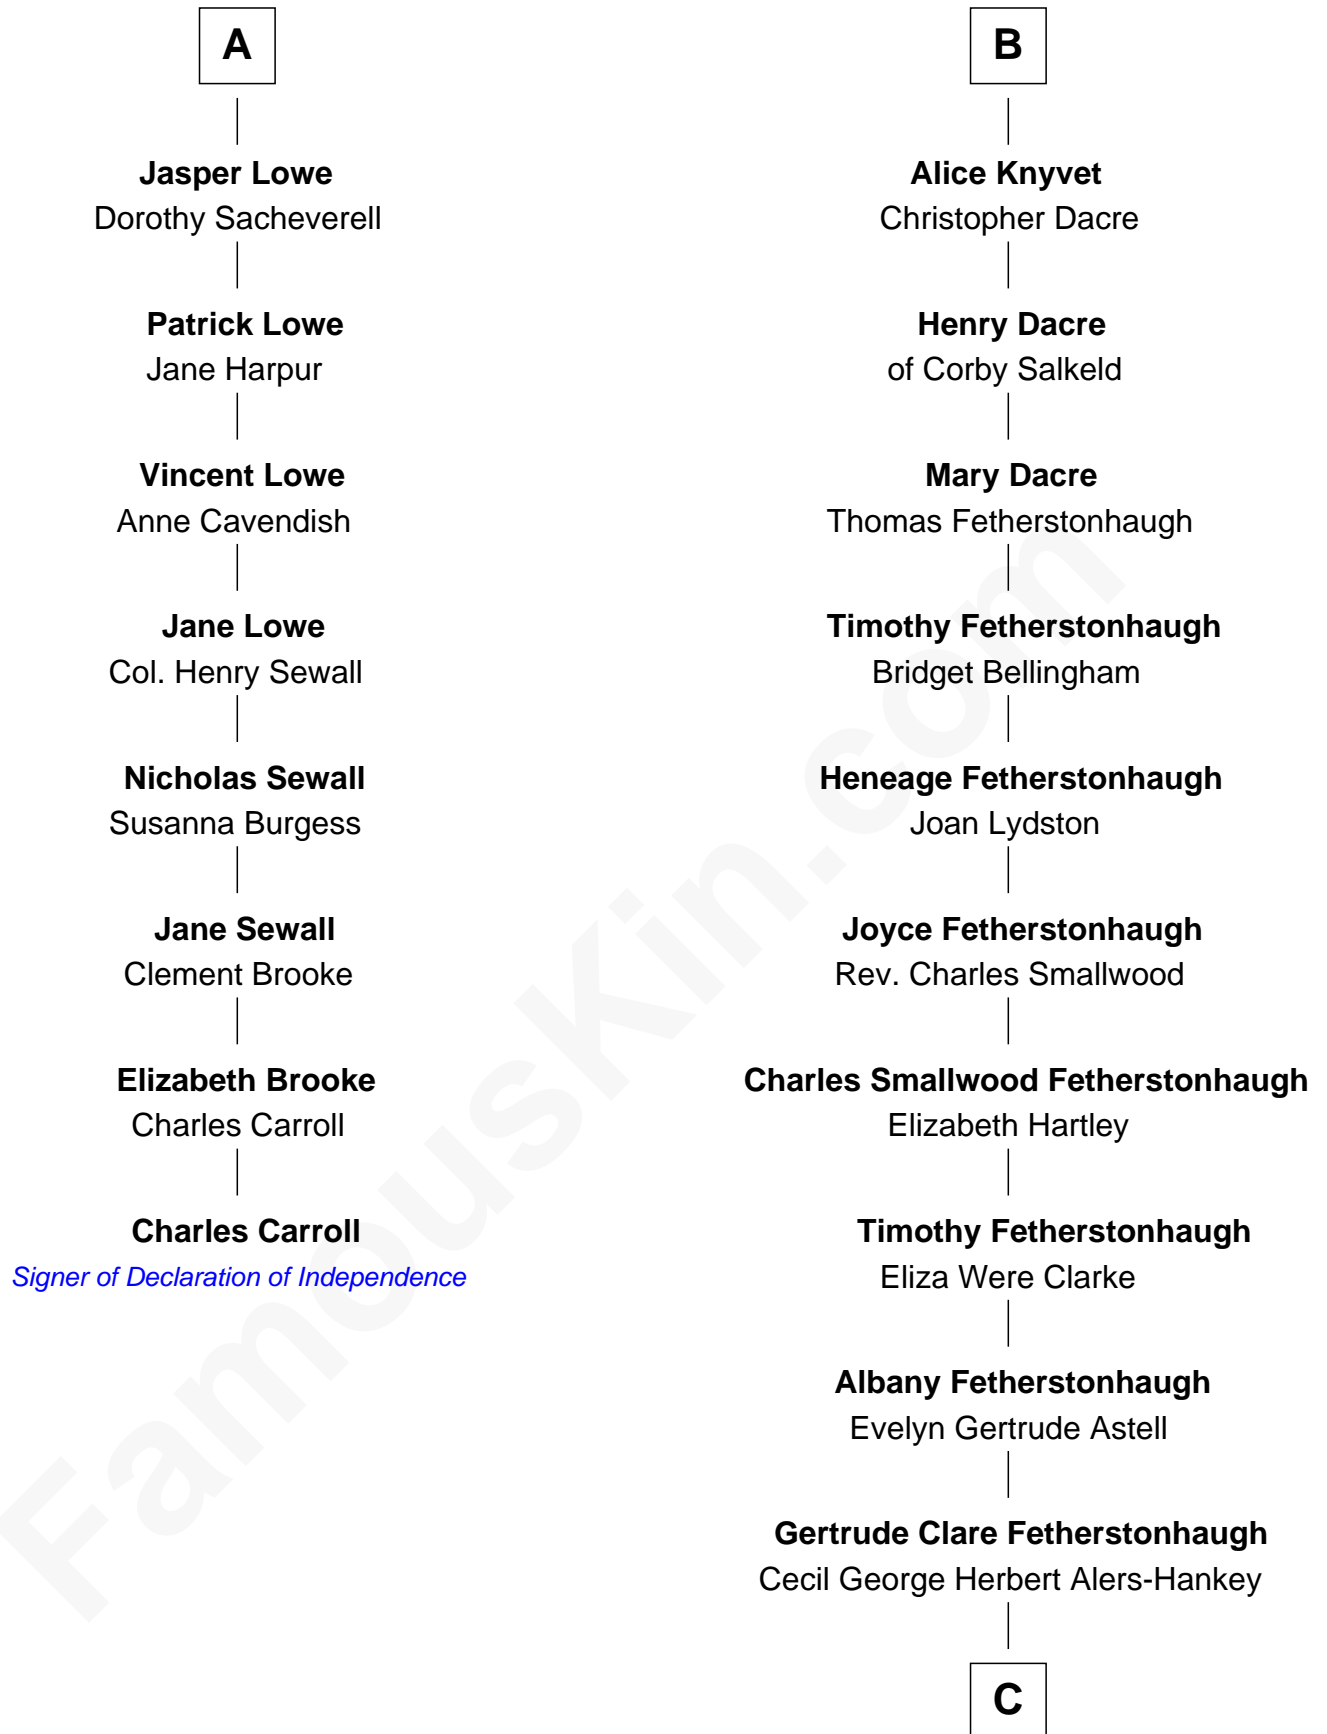 A
Jasper Lowe
Dorothy Sacheverell
Patrick Lowe
Jane Harpur
Vincent Lowe
Anne Cavendish
Jane Lowe
Col. Henry Sewall
Nicholas Sewall
Susanna Burgess
Jane Sewall
Clement Brooke
Elizabeth Brooke
Charles Carroll
Charles Carroll
Signer of Declaration of Independence
B
Alice Knyvet
Christopher Dacre
Henry Dacre
of Corby Salkeld
Mary Dacre
Thomas Fetherstonhaugh
Timothy Fetherstonhaugh
Bridget Bellingham
Heneage Fetherstonhaugh
Joan Lydston
Joyce Fetherstonhaugh
Rev. Charles Smallwood
Charles Smallwood Fetherstonhaugh
Elizabeth Hartley
Timothy Fetherstonhaugh
Eliza Were Clarke
Albany Fetherstonhaugh
Evelyn Gertrude Astell
Gertrude Clare Fetherstonhaugh
Cecil George Herbert Alers-Hankey
C
FamousKin.com